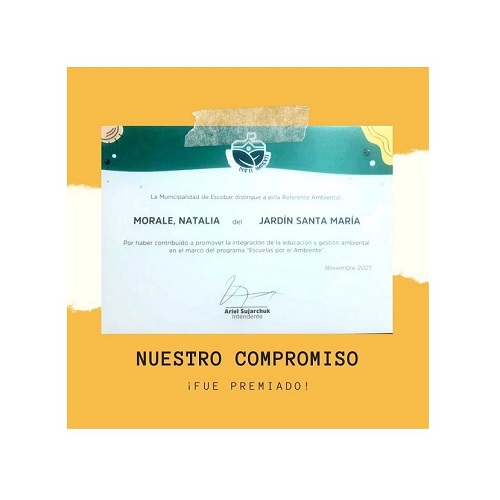 La Municipalidad de Escobar distingue a el/la Referente Ambiental:
MORALE, NATALIA del JARDÍN SANTA MARÍA
Por haber contribuido a promover la integración de la educación y gestión ambiental
en el marco del programa "Escuelas por el Ambiente".
Noviembre 2021
Ariel Sujarchuk
Intendente
NUESTRO COMPROMISO
¡FUE PREMIADO!